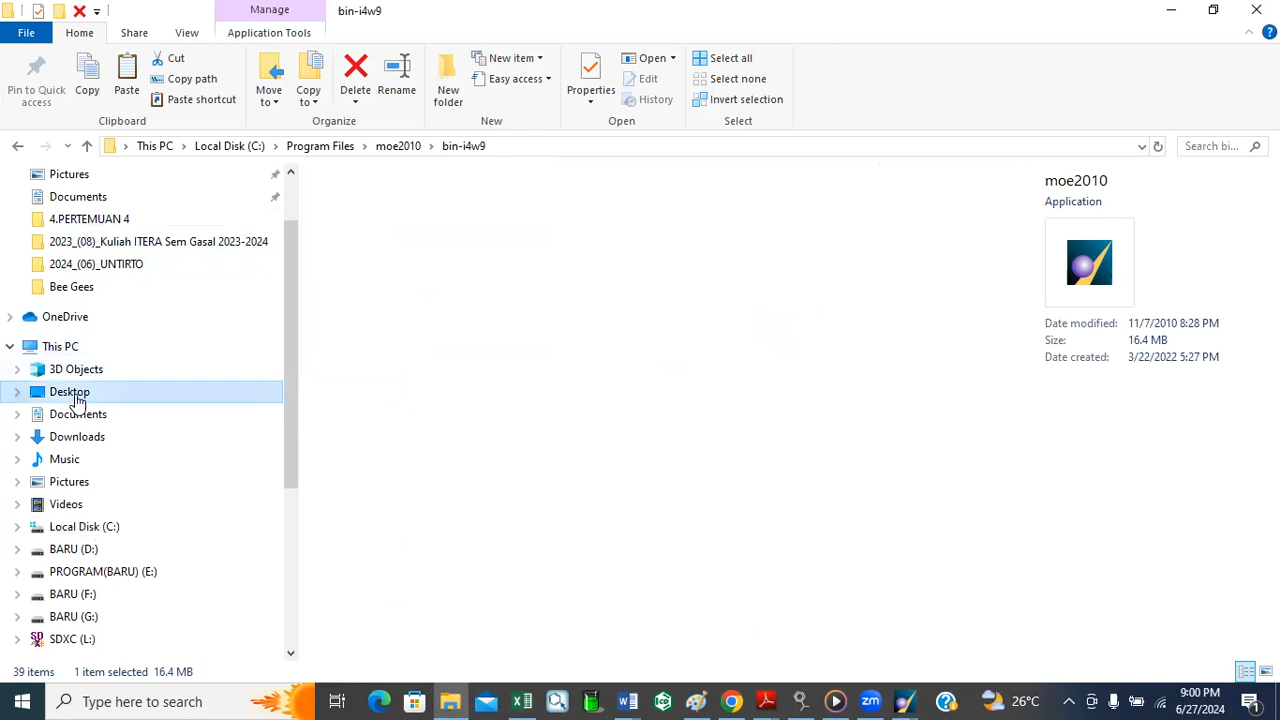 Manage
bin-i4w9
File
Home
Share
View
Application Tools
Pin to Quick access
Copy
Paste
Cut
Copy path
Paste shortcut
Clipboard
Move to
Copy to
Delete
Rename
Organize
New folder
New item
Easy access
New
Properties
Open
Edit
History
Open
Select all
Select none
Invert selection
Select
This PC
Local Disk (C:)
Program Files
moe2010
bin-i4w9
Search bi...
Pictures
Documents
4.PERTEMUAN 4
2023_(08)_Kuliah ITERA Sem Gasal 2023-2024
2024_(06)_UNTIRTO
Bee Gees
OneDrive
This PC
3D Objects
Desktop
Documents
Downloads
Music
Pictures
Videos
Local Disk (C:)
BARU (D:)
PROGRAM(BARU) (E:)
BARU (F:)
BARU (G:)
SDXC (L:)
moe2010
Application
Date modified: 11/7/2010 8:28 PM
Size: 16.4 MB
Date created: 3/22/2022 5:27 PM
39 items
1 item selected 16.4 MB
Type here to search
26°C
9:00 PM
6/27/2024